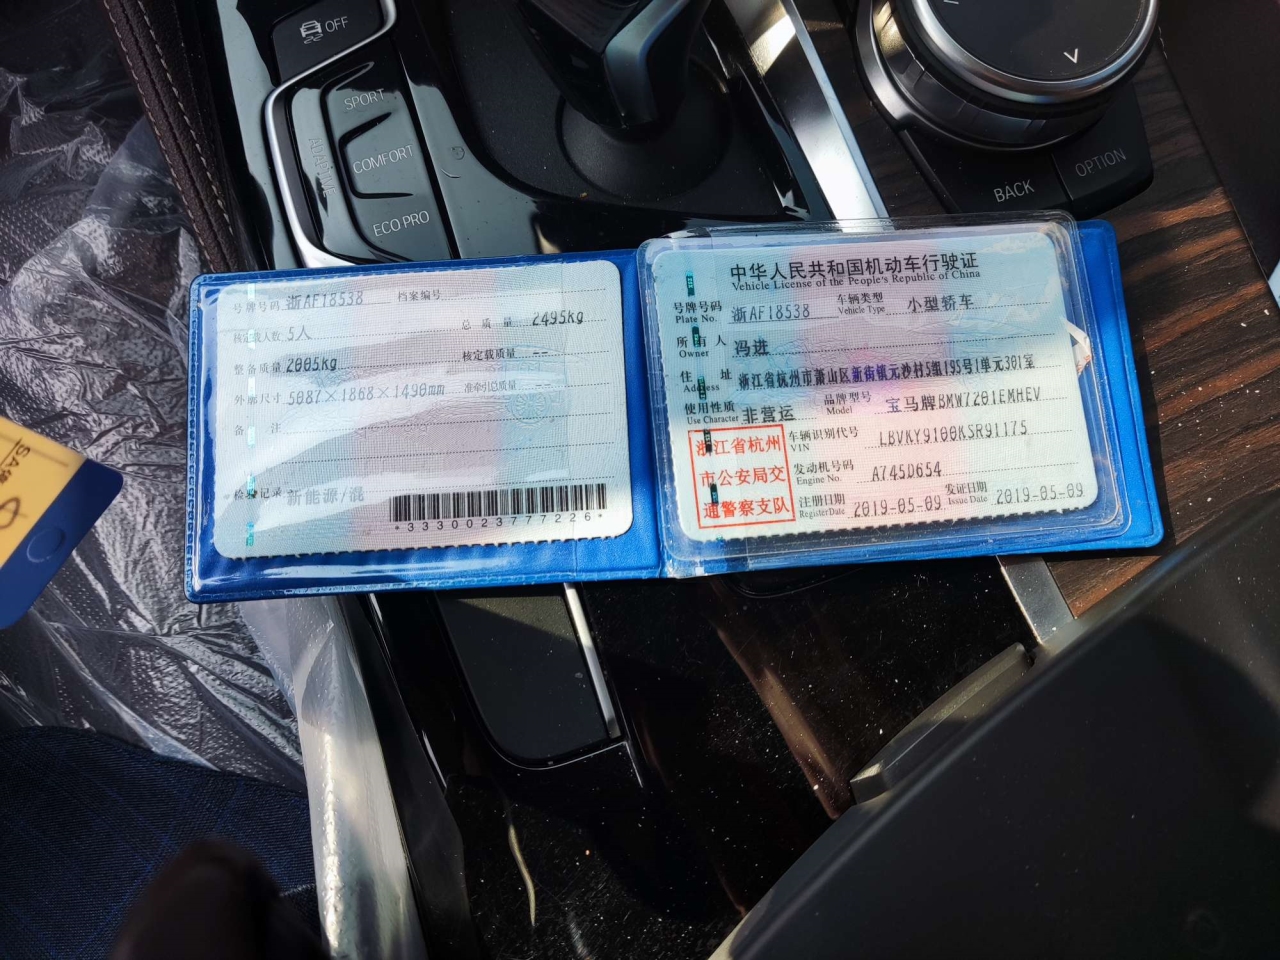 OFF
SPORT
COMFORT
ECO PRO
ADAPTIVE
BACK
OPTION
号牌号码 浙AF18538 档案编号
核定载人数 5人 总质量 2495kg
整备质量 2005kg 核定载质量 --
外廓尺寸 5087×1868×1490mm 准牵引总质量 --
备注
检验记录 新能源/混
*3330023777226*
中华人民共和国机动车行驶证
Vehicle License of the People's Republic of China
号牌号码 浙AF18538 车辆类型 小型轿车
Plate No. Vehicle Type
所有人 冯进
Owner
住址 浙江省杭州市萧山区新街镇元沙村5组195号1单元301室
Address
使用性质 非营运 品牌型号 宝马牌BMW7201EMHEV
Use Character Model
浙江省杭州
市公安局交
通警察支队
车辆识别代号 LBVKY9100KSR91175
VIN
发动机号码 A745D654
Engine No.
注册日期 2019-05-09 发证日期 2019-05-09
Register Date Issue Date